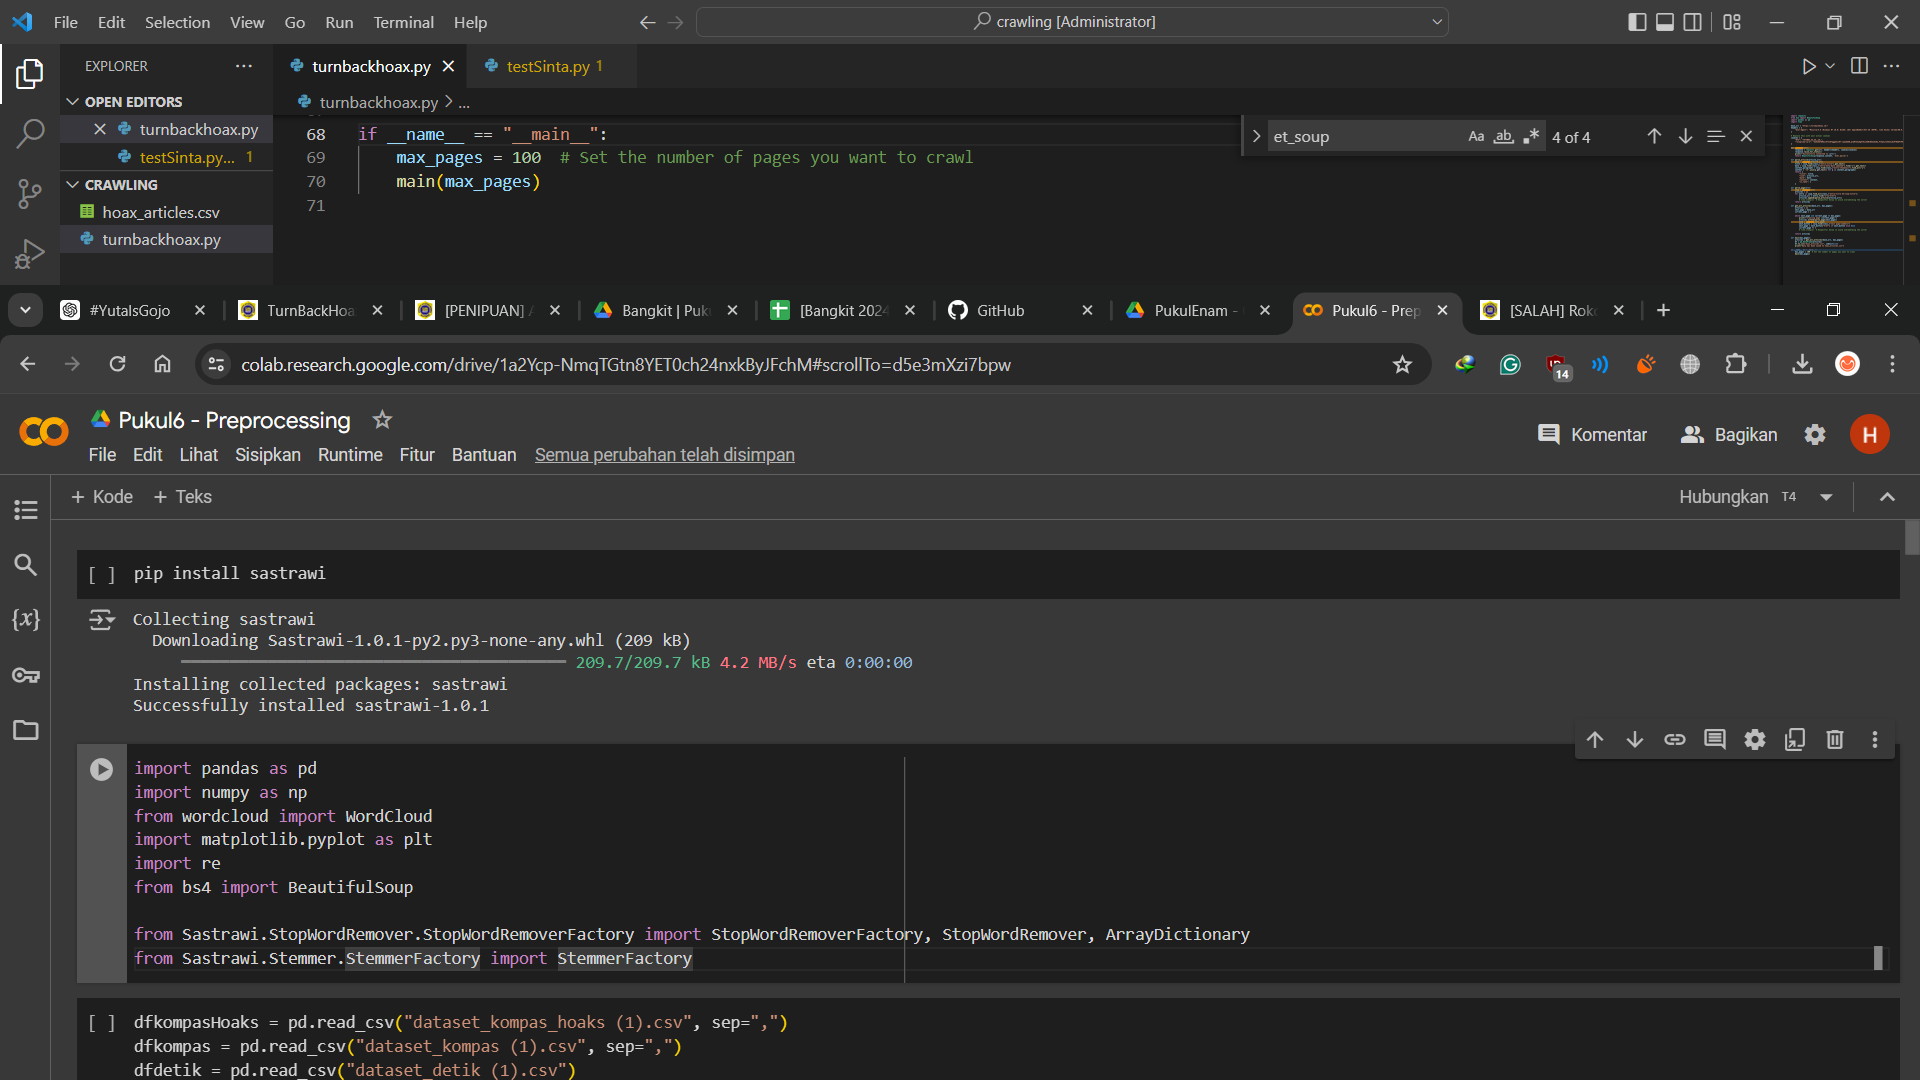 File Edit Selection View Go Run Terminal Help
crawling [Administrator]
EXPLORER
turnbackhoax.py
testSinta.py 1
OPEN EDITORS
turnbackhoax.py > ...
turnbackhoax.py
testSinta.py... 1
CRAWLING
hoax_articles.csv
turnbackhoax.py
68 if __name__ == "__main__":
69 max_pages = 100 # Set the number of pages you want to crawl
70 main(max_pages)
71
et_soup
Aa ab 4 of 4
#YutaIsGojo
TurnBackHoa
[PENIPUAN] A
Bangkit | Puku
[Bangkit 2024
GitHub
PukulEnam -
Pukul6 - Prep
[SALAH] Roko
colab.research.google.com/drive/1a2Ycp-NmqTGtn8YET0ch24nxkByJFchM#scrollTo=d5e3mXzi7bpw
14
CO Pukul6 - Preprocessing
File Edit Lihat Sisipkan Runtime Fitur Bantuan Semua perubahan telah disimpan
Komentar Bagikan H
+ Kode + Teks
Hubungkan T4
{x}
[ ] pip install sastrawi
Collecting sastrawi
Downloading Sastrawi-1.0.1-py2.py3-none-any.whl (209 kB)
209.7/209.7 kB 4.2 MB/s eta 0:00:00
Installing collected packages: sastrawi
Successfully installed sastrawi-1.0.1
import pandas as pd
import numpy as np
from wordcloud import WordCloud
import matplotlib.pyplot as plt
import re
from bs4 import BeautifulSoup
from Sastrawi.StopWordRemover.StopWordRemoverFactory import StopWordRemoverFactory, StopWordRemover, ArrayDictionary
from Sastrawi.Stemmer.StemmerFactory import StemmerFactory
[ ] dfkompasHoaks = pd.read_csv("dataset_kompas_hoaks (1).csv", sep=",")
dfkompas = pd.read_csv("dataset_kompas (1).csv", sep=",")
dfdetik = pd.read_csv("dataset_detik (1).csv")